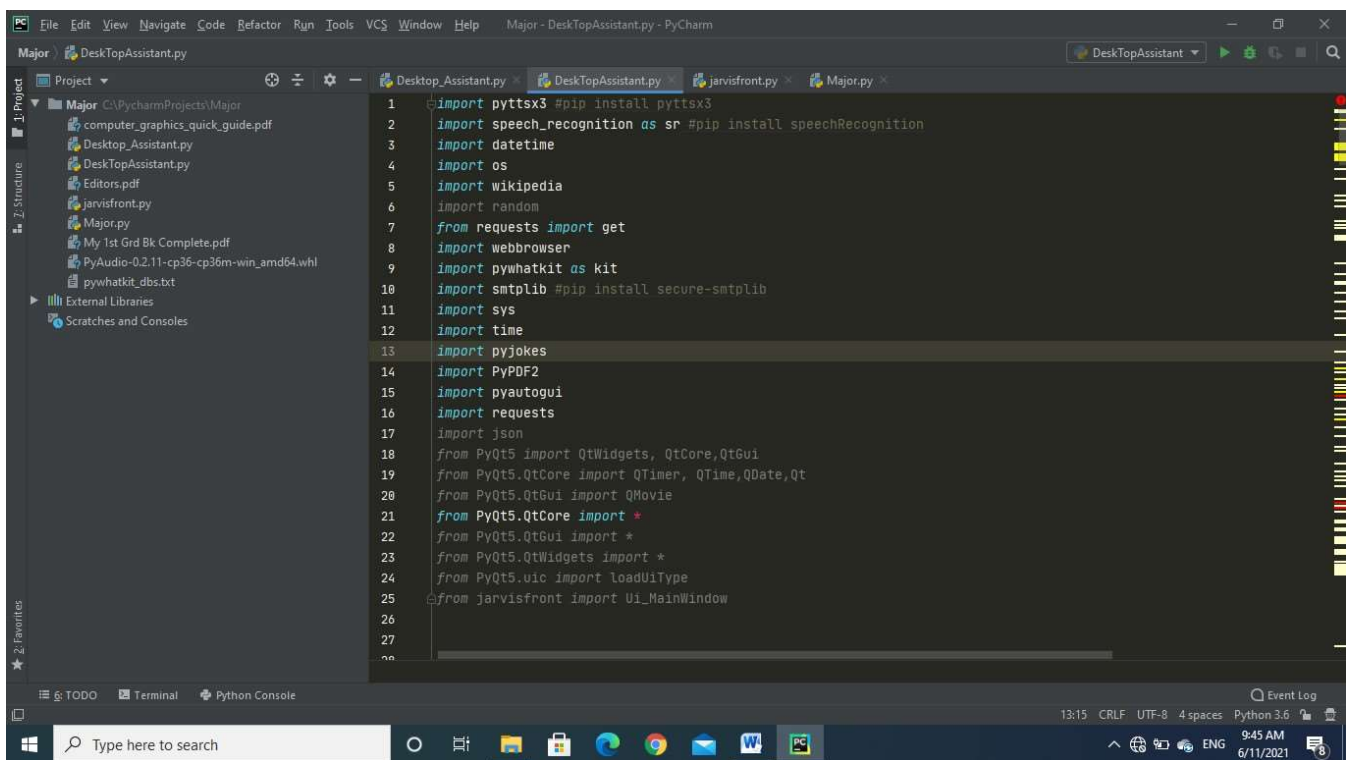 File Edit View Navigate Code Refactor Run Tools VCS Window Help Major - DeskTopAssistant.py - PyCharm
Major DeskTopAssistant.py DeskTopAssistant
1: Project
Project
Desktop_Assistant.py DeskTopAssistant.py jarvisfront.py Major.py
Major C:\PycharmProjects\Major
computer_graphics_quick_guide.pdf
Desktop_Assistant.py
DeskTopAssistant.py
Editors.pdf
jarvisfront.py
Major.py
My 1st Grd Bk Complete.pdf
PyAudio-0.2.11-cp36-cp36m-win_amd64.whl
pywhatkit_dbs.txt
External Libraries
Scratches and Consoles
7: Structure
2: Favorites
1 import pyttsx3 #pip install pyttsx3
2 import speech_recognition as sr #pip install speechRecognition
3 import datetime
4 import os
5 import wikipedia
6 import random
7 from requests import get
8 import webbrowser
9 import pywhatkit as kit
10 import smtplib #pip install secure-smtplib
11 import sys
12 import time
13 import pyjokes
14 import PyPDF2
15 import pyautogui
16 import requests
17 import json
18 from PyQt5 import QtWidgets, QtCore,QtGui
19 from PyQt5.QtCore import QTimer, QTime,QDate,Qt
20 from PyQt5.QtGui import QMovie
21 from PyQt5.QtCore import *
22 from PyQt5.QtGui import *
23 from PyQt5.QtWidgets import *
24 from PyQt5.uic import loadUiType
25 from jarvisfront import Ui_MainWindow
26
27
28
6: TODO Terminal Python Console Event Log
13:15 CRLF UTF-8 4 spaces Python 3.6
Type here to search ENG 9:45 AM
6/11/2021 8